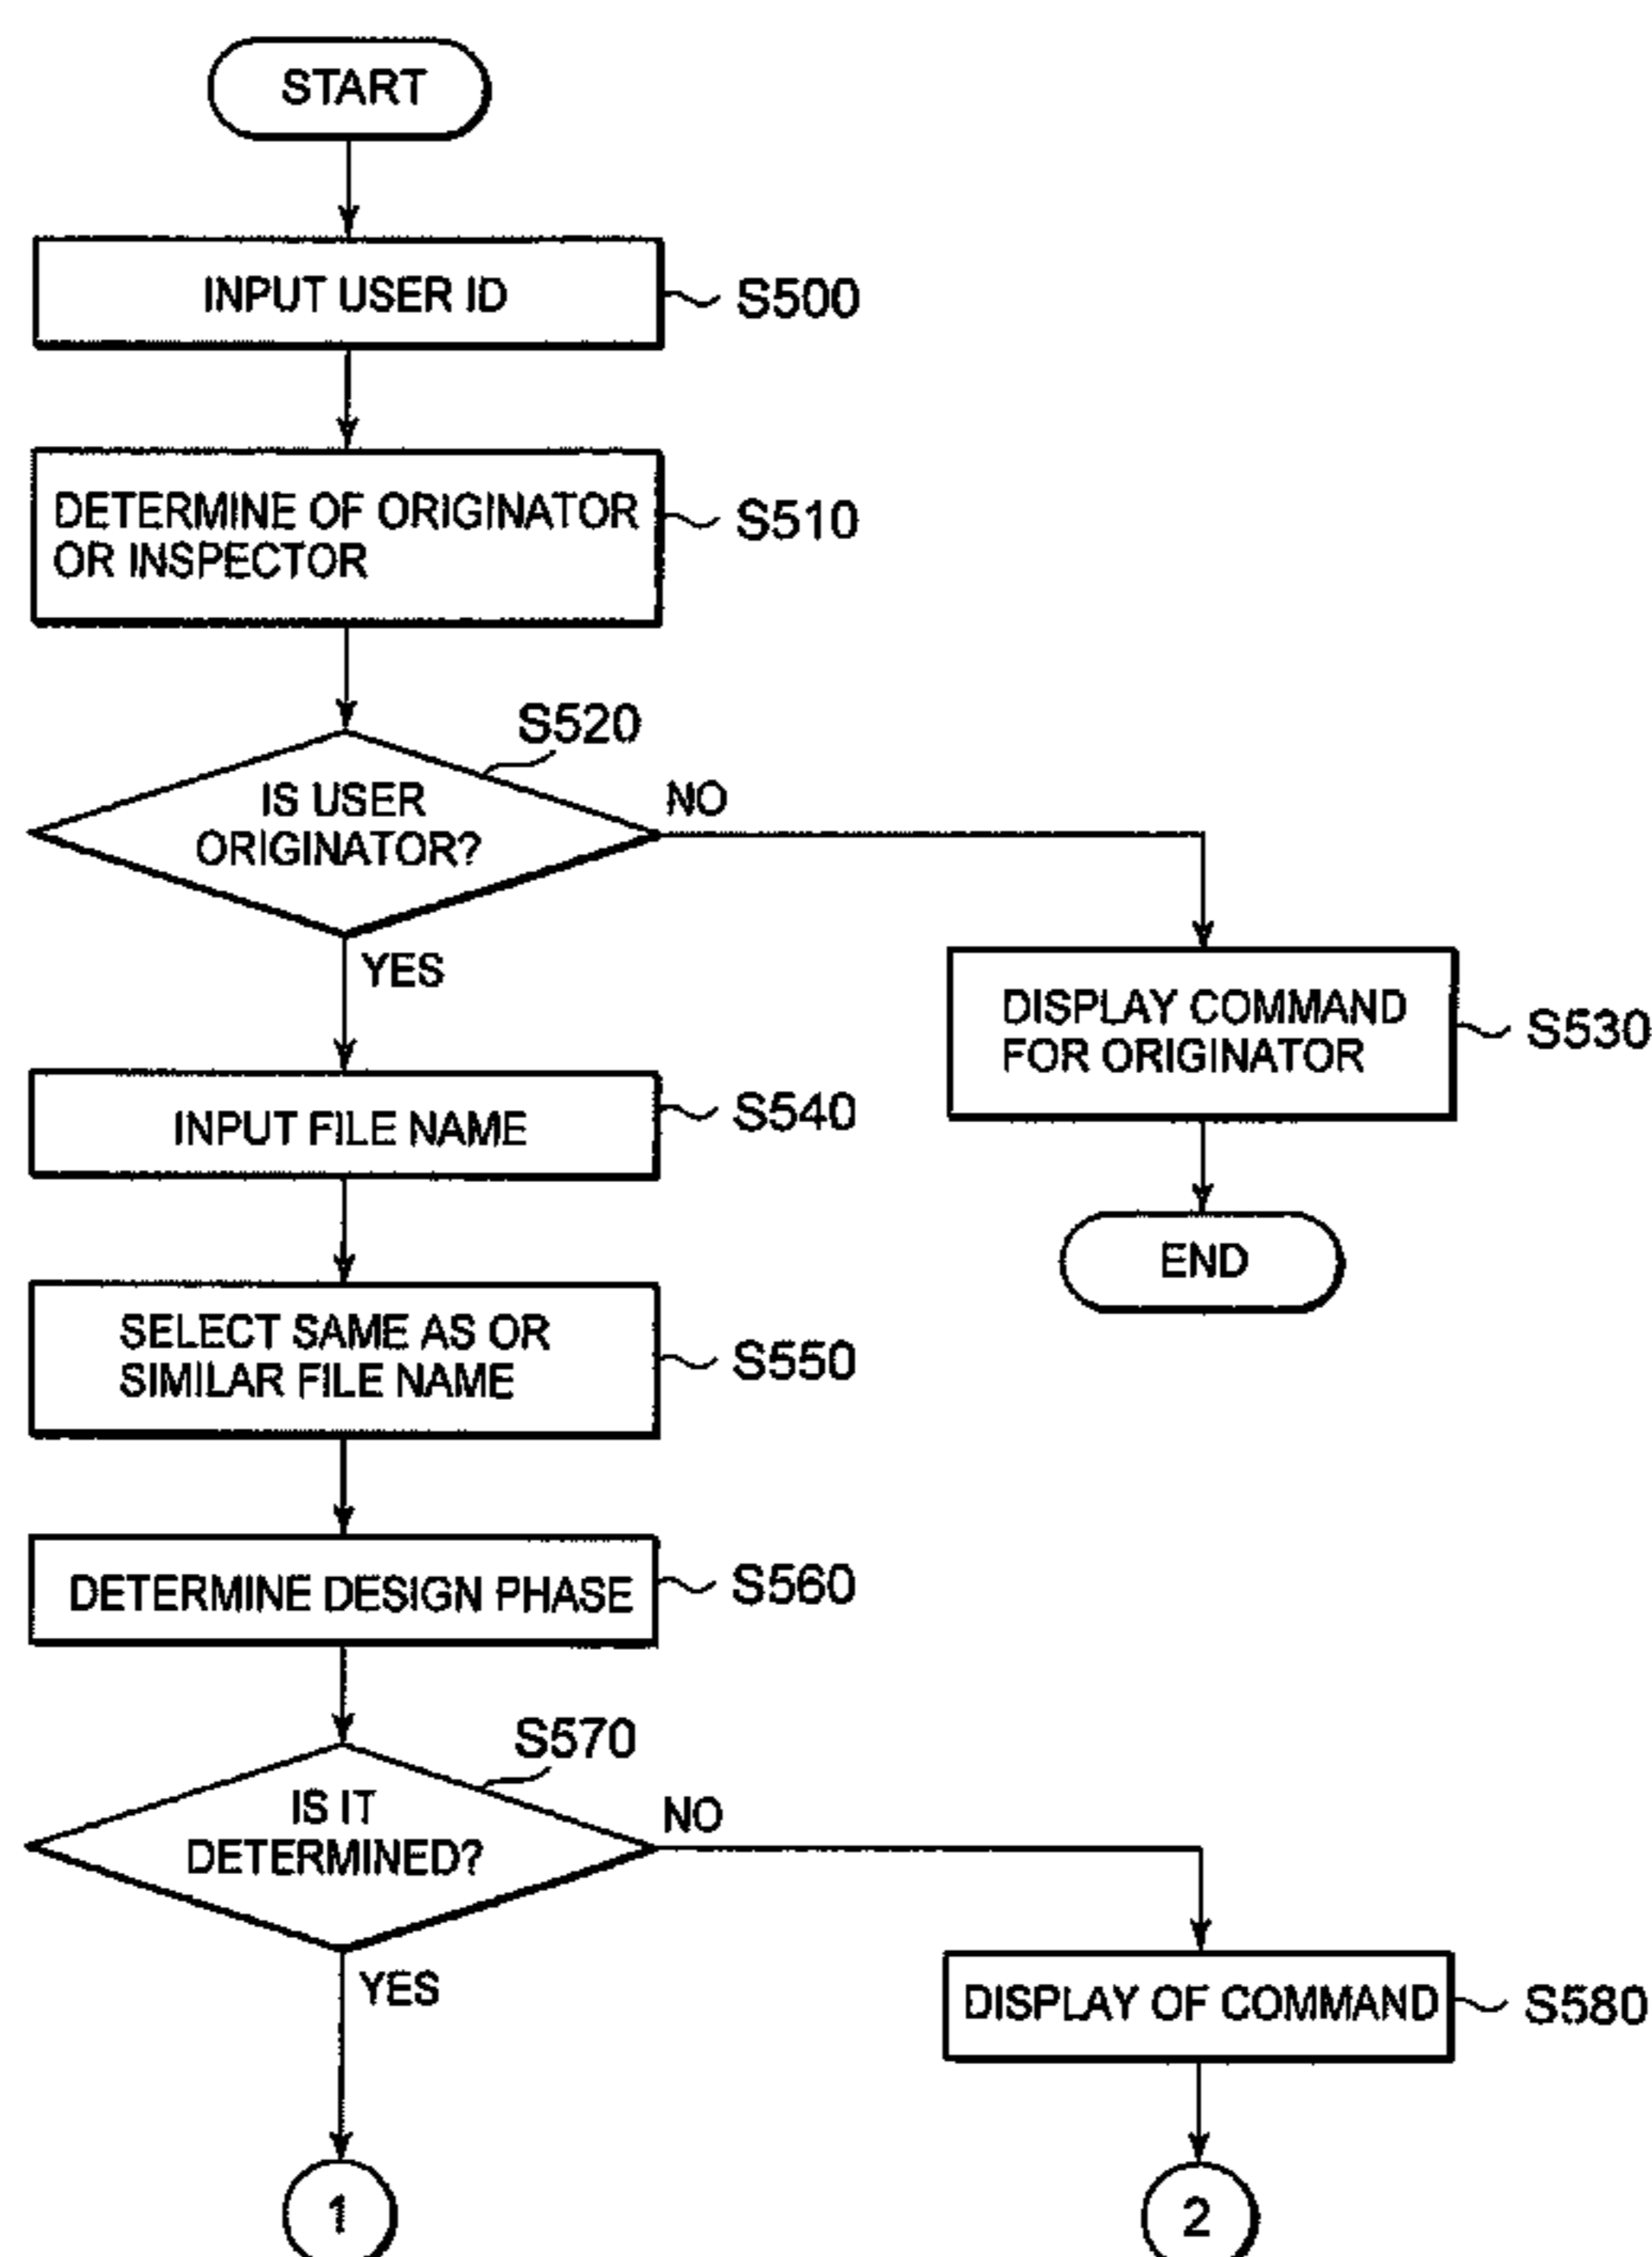 START
INPUT USER ID
S500
DETERMINE OF ORIGINATOR
OR INSPECTOR
S510
S520
IS USER
ORIGINATOR?
NO
YES
DISPLAY COMMAND
FOR ORIGINATOR
S530
INPUT FILE NAME
S540
END
SELECT SAME AS OR
SIMILAR FILE NAME
S550
DETERMINE DESIGN PHASE
S560
S570
IS IT
DETERMINED?
NO
YES
DISPLAY OF COMMAND
S580
1
2